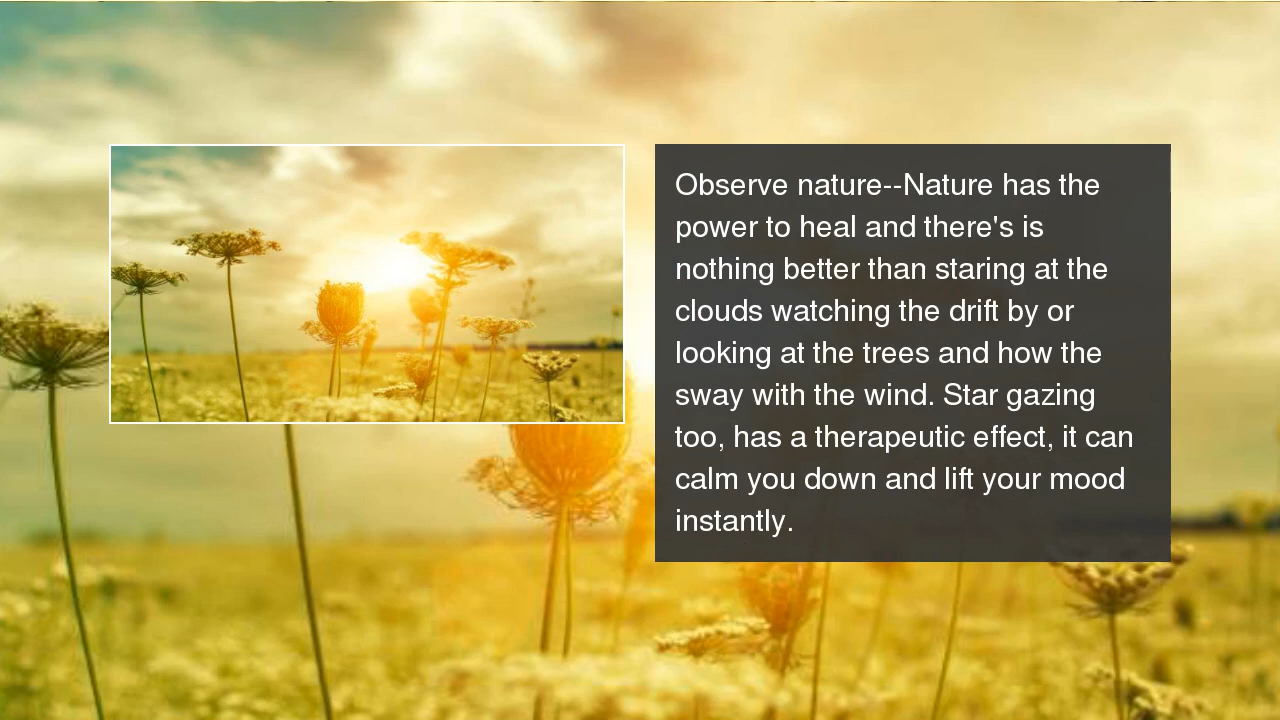 Observe nature--Nature has the
power to heal and there's is
nothing better than staring at the
clouds watching the drift by or
looking at the trees and how the
sway with the wind. Star gazing
too, has a therapeutic effect, it can
calm you down and lift your mood
instantly.